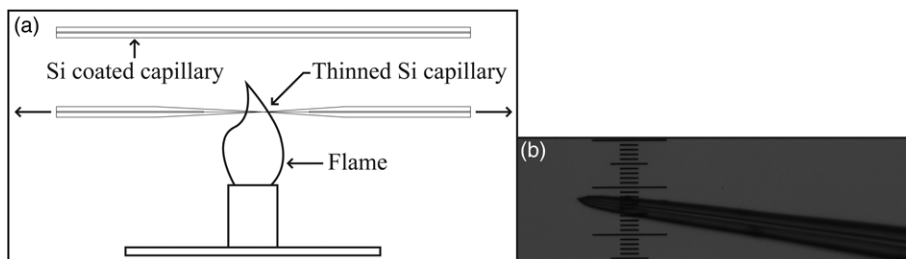 (a)
Si coated capillary
Thinned Si capillary
Flame
(b)